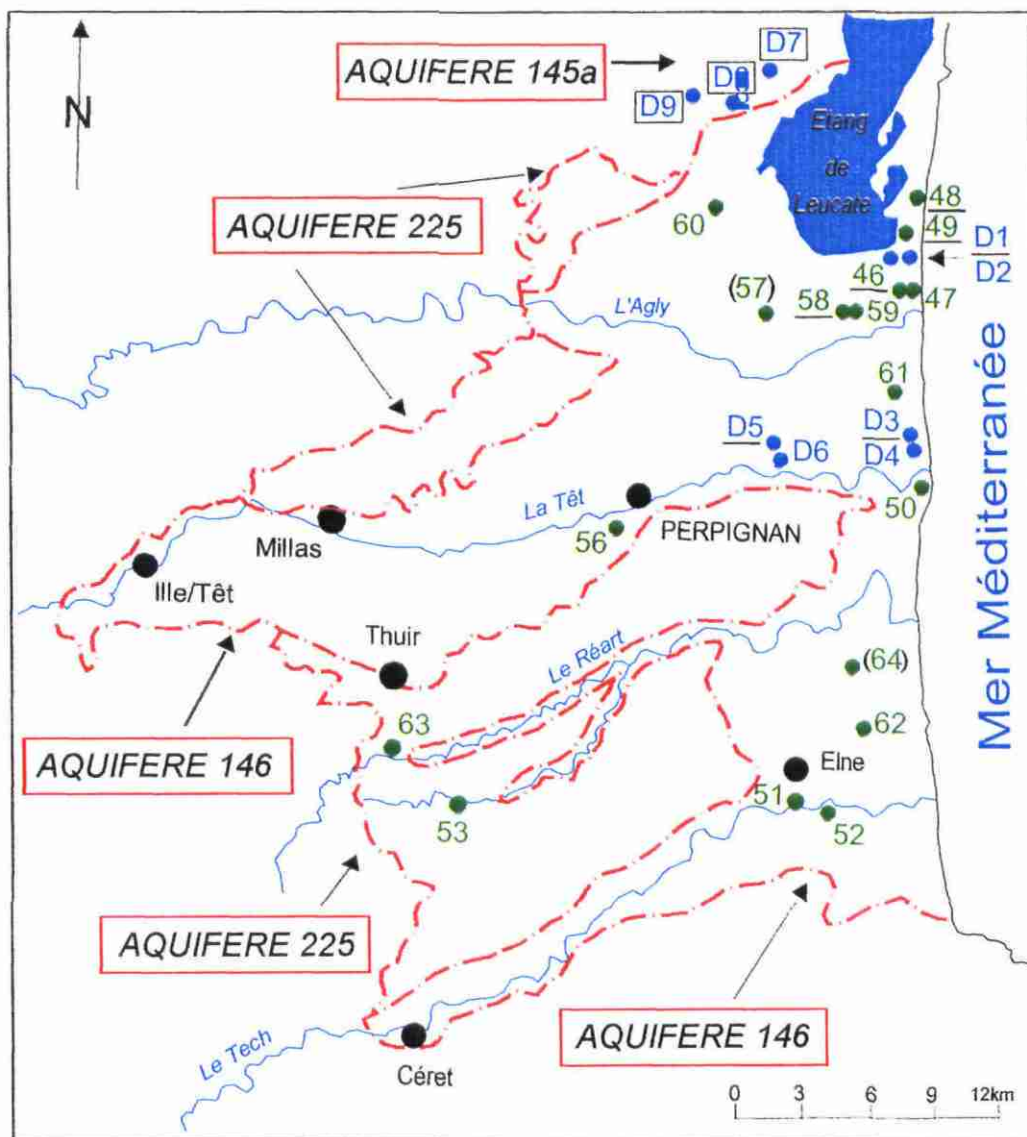 D7
AQUIFERE 145a
D9
N
Etang
de
Leucate
AQUIFERE 225
60
48
49
D1
D2
(57)
46
47
58
59
L'Agly
61
D5
D3
D6
D4
La Têt
50
Millas
56
PERPIGNAN
Ille/Têt
Thuir
Le Réart
(64)
63
62
AQUIFERE 146
Elne
51
53
52
Mer Méditerranée
AQUIFERE 225
AQUIFERE 146
Le Tech
Céret
0 3 6 9 12km